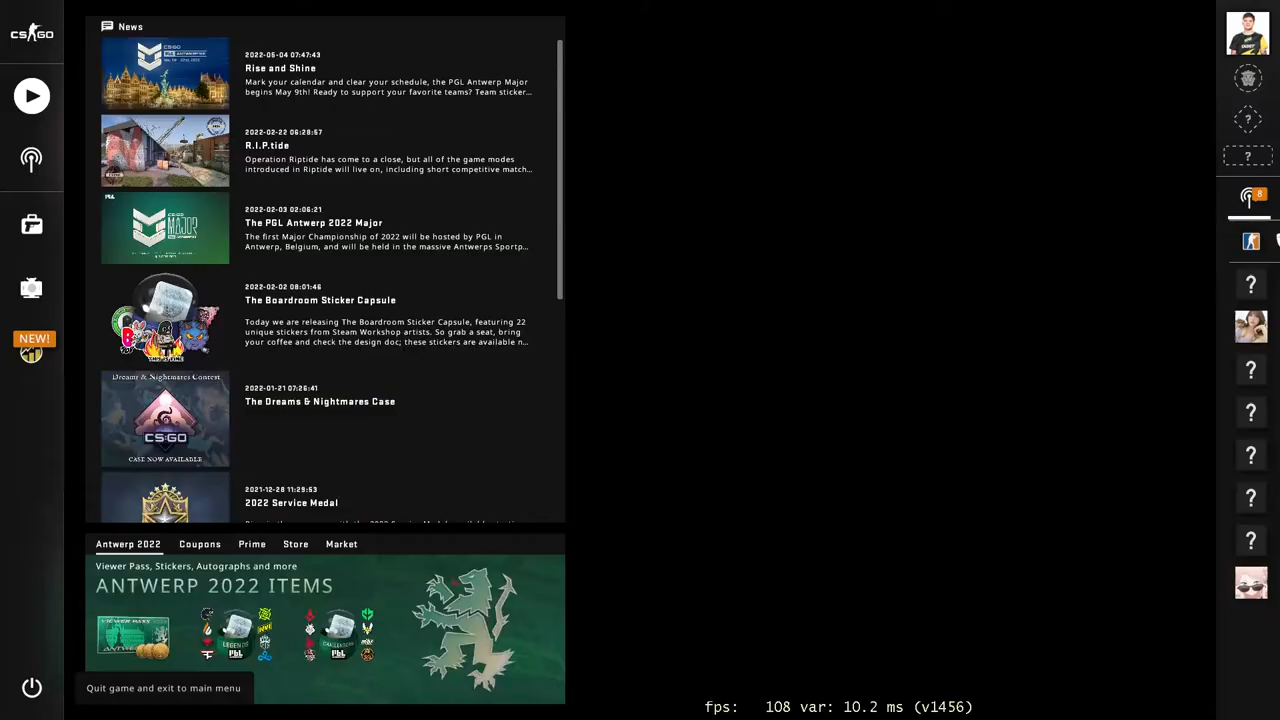 CS GO
News
2022-05-04 07:47:43
Rise and Shine
Mark your calendar and clear your schedule, the PGL Antwerp Major
begins May 9th! Ready to support your favorite teams? Team sticker...
2022-02-22 06:28:57
R.I.P.tide
Operation Riptide has come to a close, but all of the game modes
introduced in Riptide will live on, including short competitive match...
2022-02-03 02:06:21
The PGL Antwerp 2022 Major
The first Major Championship of 2022 will be hosted by PGL in
Antwerp, Belgium, and will be held in the massive Antwerps Sportp...
2022-02-02 08:01:46
The Boardroom Sticker Capsule
Today we are releasing The Boardroom Sticker Capsule, featuring 22
unique stickers from Steam Workshop artists. So grab a seat, bring
your coffee and check the design doc; these stickers are available n...
NEW!
Dreams & Nightmares Contest
CS:GO
CASE NOW AVAILABLE
2022-01-21 07:26:41
The Dreams & Nightmares Case
2021-12-28 11:29:53
2022 Service Medal
Antwerp 2022 Coupons Prime Store Market
Viewer Pass, Stickers, Autographs and more
ANTWERP 2022 ITEMS
VIEWER PASS
LEGENDS
PGL
CHALLENGERS
PGL
Quit game and exit to main menu
fps: 108 var: 10.2 ms (v1456)
?
?
8
?
?
?
?
?
?